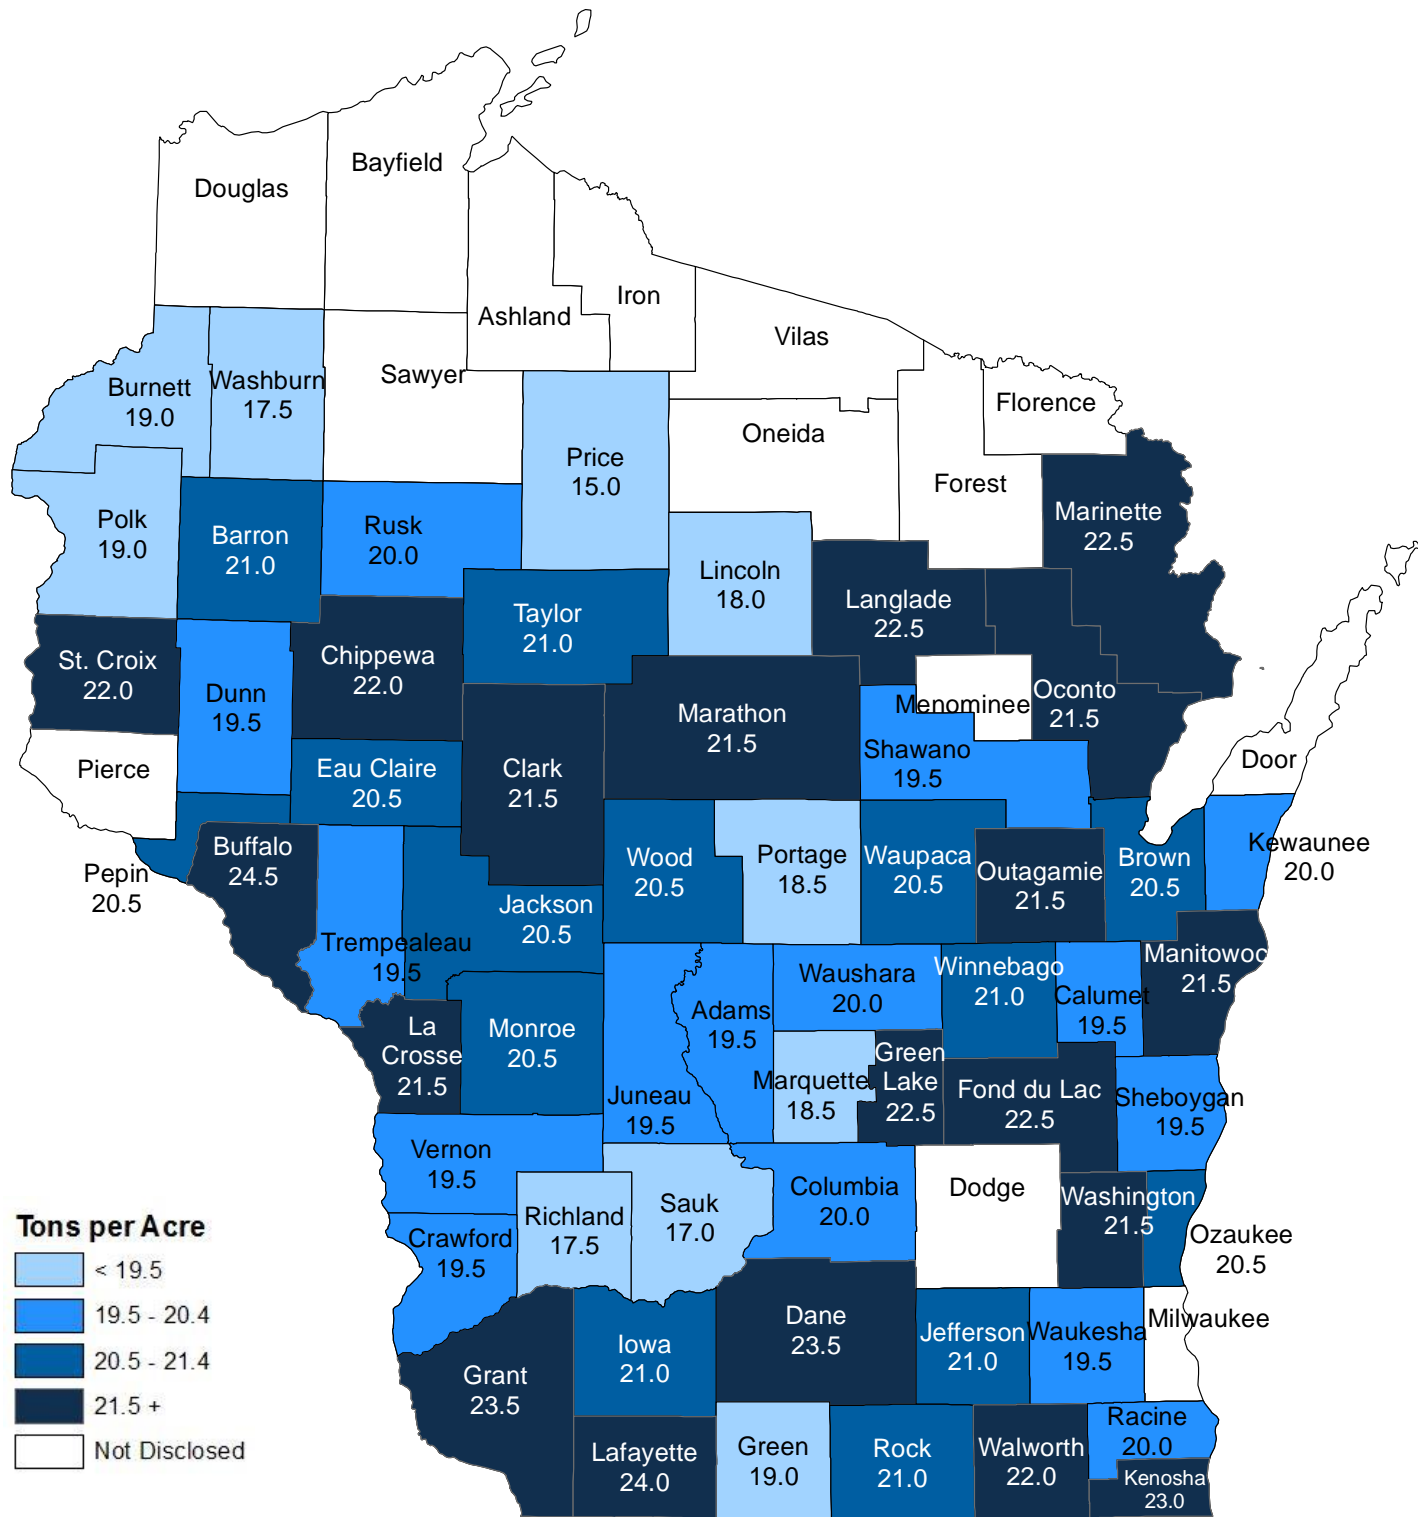 Bayfield
Douglas
Iron
Ashland
Vilas
Sawyer
Burnett
19.0
Washburn
17.5
Florence
Oneida
Price
15.0
Forest
Marinette
22.5
Polk
19.0
Barron
21.0
Rusk
20.0
Lincoln
18.0
Langlade
22.5
Taylor
21.0
St. Croix
22.0
Chippewa
22.0
Dunn
19.5
Marathon
21.5
Menominee
Oconto
21.5
Shawano
19.5
Door
Pierce
Eau Claire
20.5
Clark
21.5
Buffalo
24.5
Pepin
20.5
Wood
20.5
Portage
18.5
Waupaca
20.5
Outagamie
21.5
Brown
20.5
Kewaunee
20.0
Jackson
20.5
Trempealeau
19.5
Manitowoc
21.5
Waushara
20.0
Winnebago
21.0
Calumet
19.5
Adams
19.5
La
Crosse
21.5
Monroe
20.5
Green
Lake
22.5
Marquette
18.5
Fond du Lac
22.5
Juneau
19.5
Sheboygan
19.5
Vernon
19.5
Richland
17.5
Sauk
17.0
Columbia
20.0
Dodge
Washington
21.5
Ozaukee
20.5
Crawford
19.5
Tons per Acre
< 19.5
19.5 - 20.4
20.5 - 21.4
21.5 +
Not Disclosed
Milwaukee
Dane
23.5
Iowa
21.0
Jefferson
21.0
Waukesha
19.5
Grant
23.5
Racine
20.0
Lafayette
24.0
Green
19.0
Rock
21.0
Walworth
22.0
Kenosha
23.0